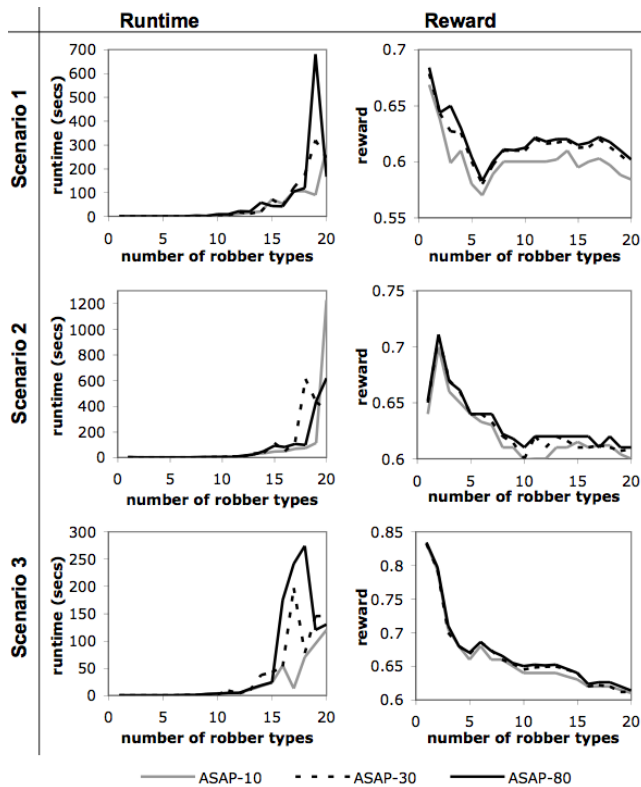 Runtime Reward
Scenario 1
runtime (secs)
700
600
500
400
300
200
100
0
0 5 10 15 20
number of robber types
reward
0.7
0.65
0.6
0.55
0 5 10 15 20
number of robber types
Scenario 2
runtime (secs)
1200
1000
800
600
400
200
0
0 5 10 15 20
number of robber types
reward
0.75
0.7
0.65
0.6
0 5 10 15 20
number of robber types
Scenario 3
runtime (secs)
300
250
200
150
100
50
0
0 5 10 15 20
number of robber types
reward
0.85
0.8
0.75
0.7
0.65
0.6
0 5 10 15 20
number of robber types
ASAP-10 ASAP-30 ASAP-80